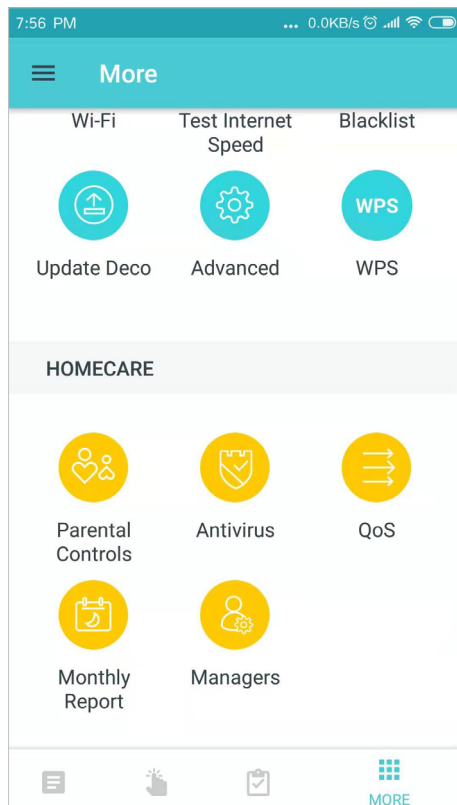 7:56 PM ... 0.0KB/s
More
Wi-Fi Test Internet Speed Blacklist
Update Deco Advanced WPS WPS
HOMECARE
Parental Controls Antivirus QoS
Monthly Report Managers
MORE